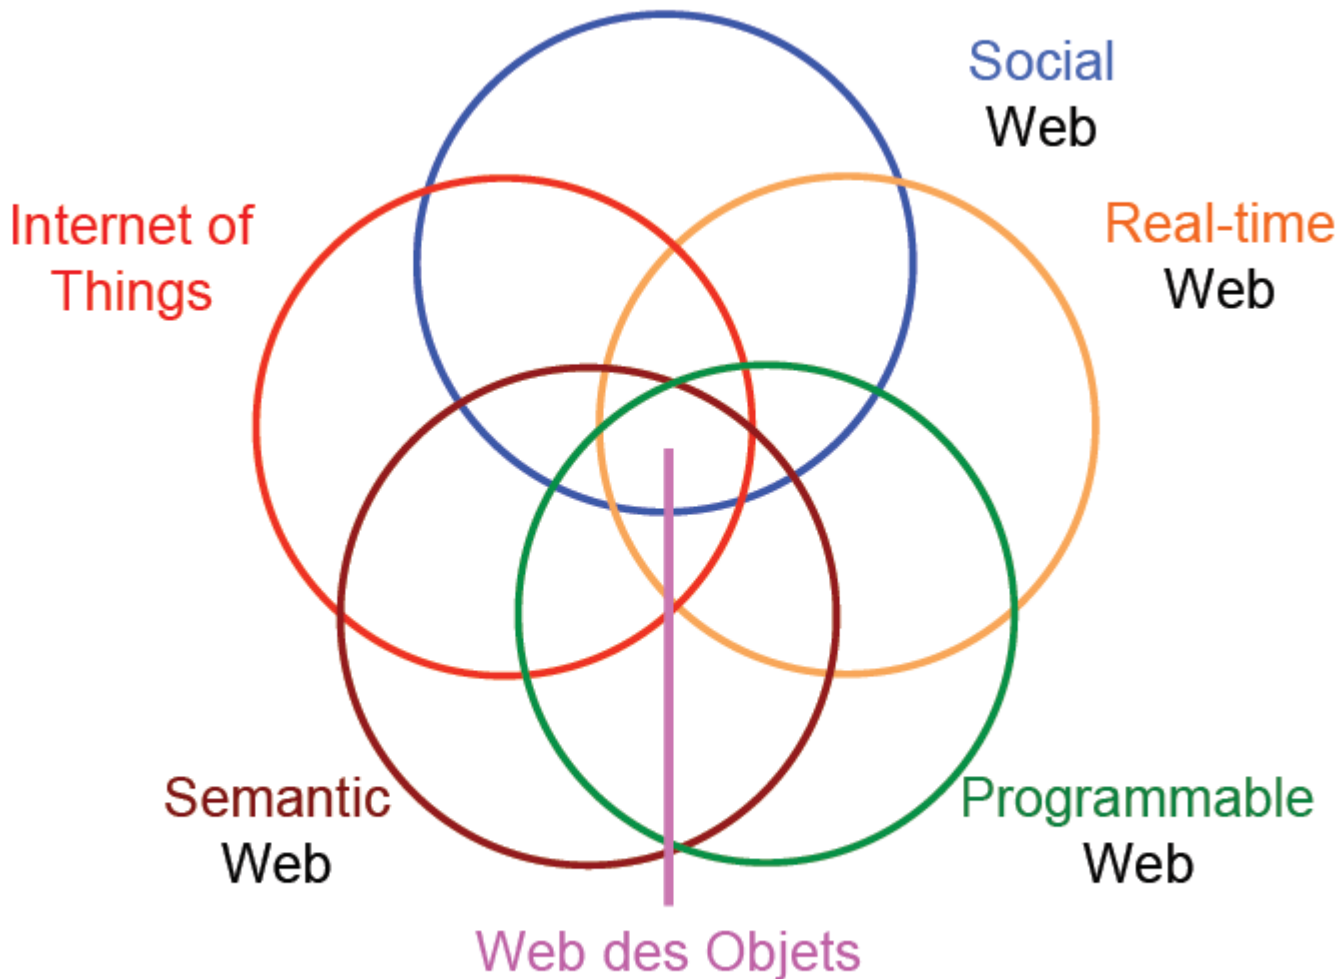 Social
Web
Internet of
Things
Real-time
Web
Semantic
Web
Programmable
Web
Web des Objets